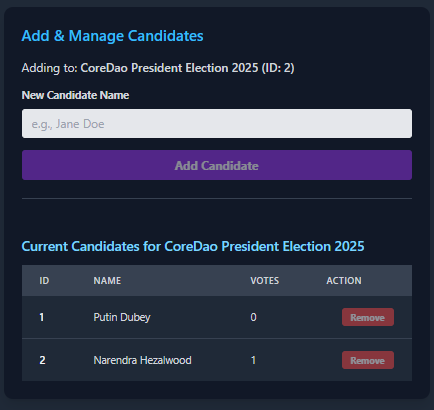 Add & Manage Candidates
Adding to: CoreDao President Election 2025 (ID: 2)
New Candidate Name
e.g., Jane Doe
Add Candidate
Current Candidates for CoreDao President Election 2025
ID NAME VOTES ACTION
1 Putin Dubey 0 Remove
2 Narendra Hezalwood 1 Remove